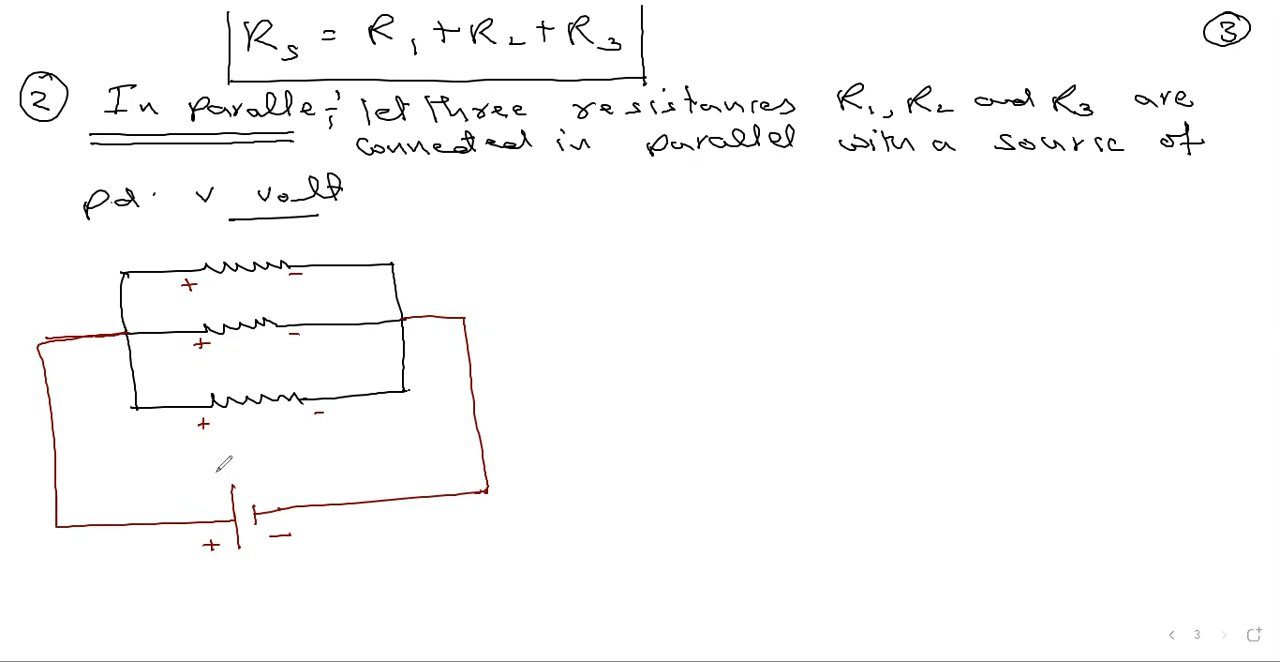 Rs = R1 + R2 + R3
3
2 In paralle:- let three resistances R1, R2 and R3 are
connected in parallel with a source of
p.d. v volt
+ -
+ -
+ -
+ -
< 3 >